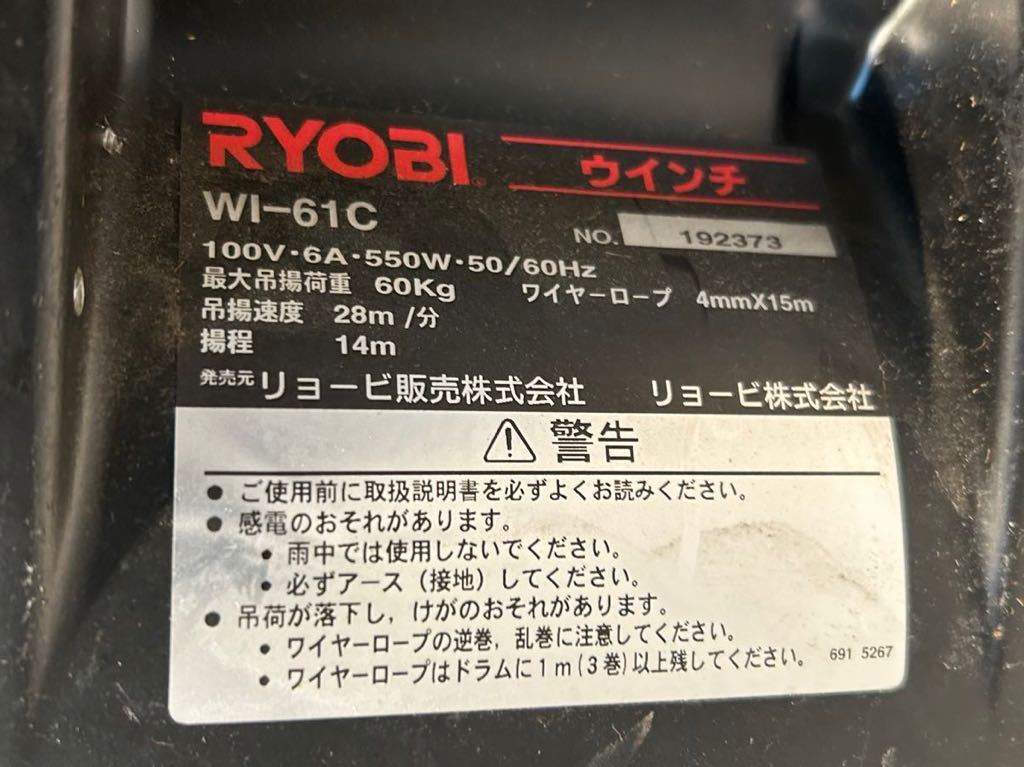 RYOBI ウインチ
WI-61C
NO. 192373
100V・6A・550W・50/60Hz
最大吊揚荷重 60Kg ワイヤーロープ 4mmX15m
吊揚速度 28m /分
揚程 14m
発売元 リョービ販売株式会社 リョービ株式会社
警告
● ご使用前に取扱説明書を必ずよくお読みください。
● 感電のおそれがあります。
• 雨中では使用しないでください。
• 必ずアース（接地）してください。
● 吊荷が落下し，けがのおそれがあります。
• ワイヤーロープの逆巻，乱巻に注意してください。
• ワイヤーロープはドラムに1m(3巻)以上残してください。
691 5267